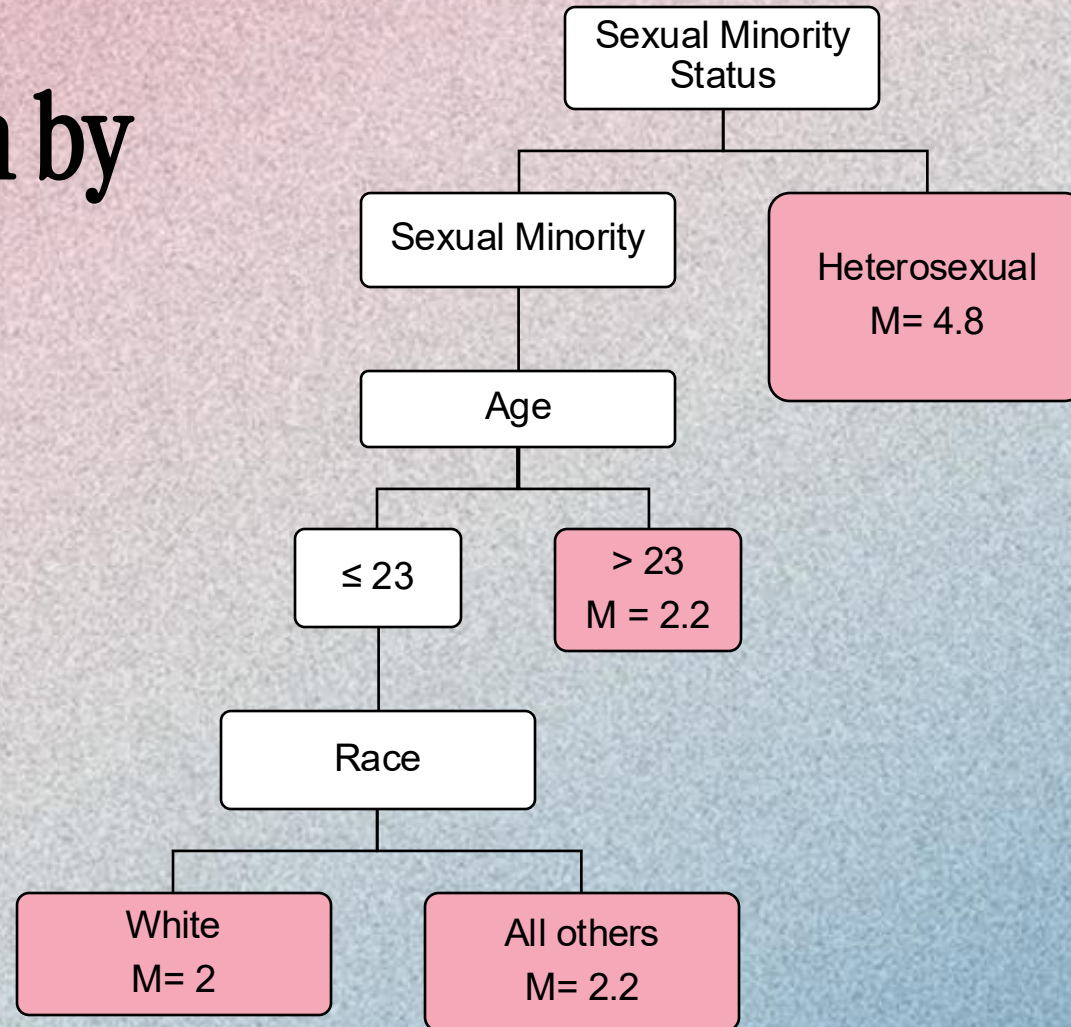 by
Sexual Minority
Status
Sexual Minority
Heterosexual
M= 4.8
Age
≤ 23
> 23
M = 2.2
Race
White
M= 2
All others
M= 2.2